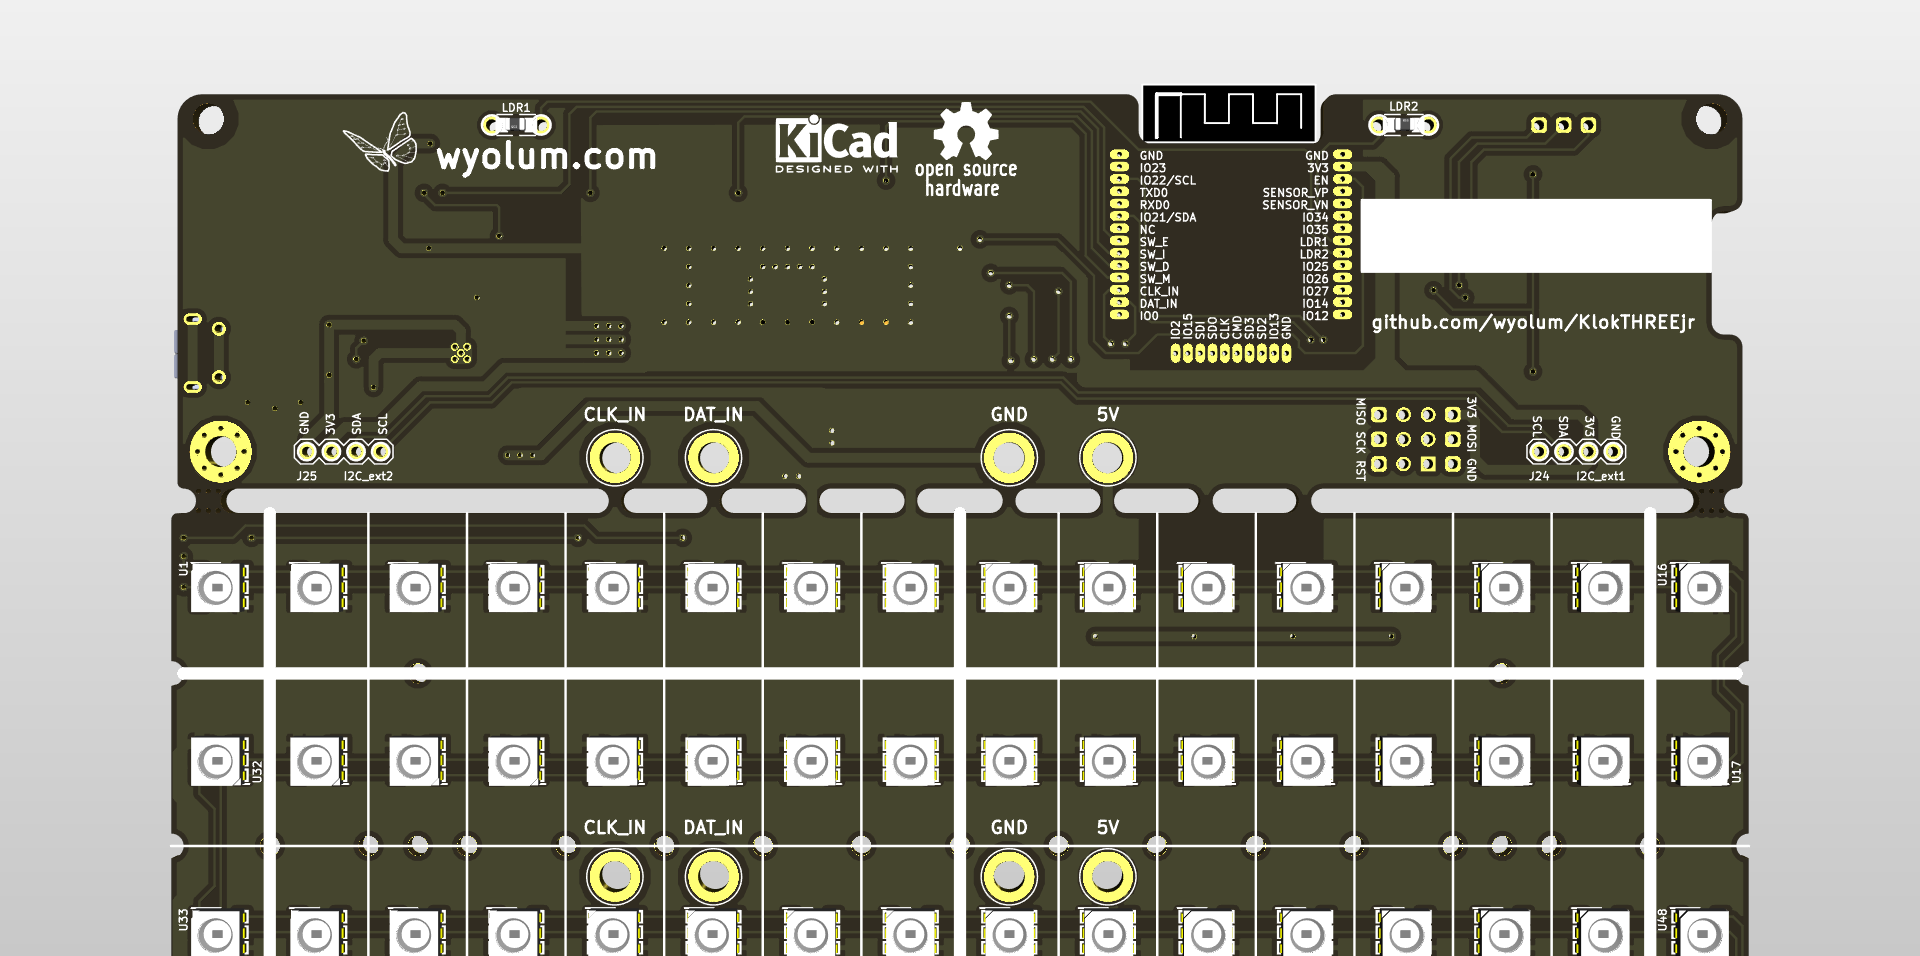 LDR1
LDR2
wyolum.com
KiCad
DESIGNED WITH
open source
hardware
GND
IO23
IO22/SCL
TXD0
RXD0
IO21/SDA
NC
SW_E
SW_I
SW_D
SW_M
CLK_IN
DAT_IN
IO0
GND
3V3
EN
SENSOR_VP
SENSOR_VN
IO34
IO35
LDR1
LDR2
IO25
IO26
IO27
IO14
IO12
IO2
IO15
SDI
SDO
CLK
CMD
SD3
SD2
IO13
GND
github.com/wyolum/KlokTHREEjr
GND
3V3
SDA
SCL
J25
I2C_ext2
CLK_IN
DAT_IN
GND
5V
MISO SCK RST
3V3 MOSI GND
SCL
SDA
3V3
GND
J24
I2C_ext1
U1
U16
U32
U17
CLK_IN
DAT_IN
GND
5V
U33
U48